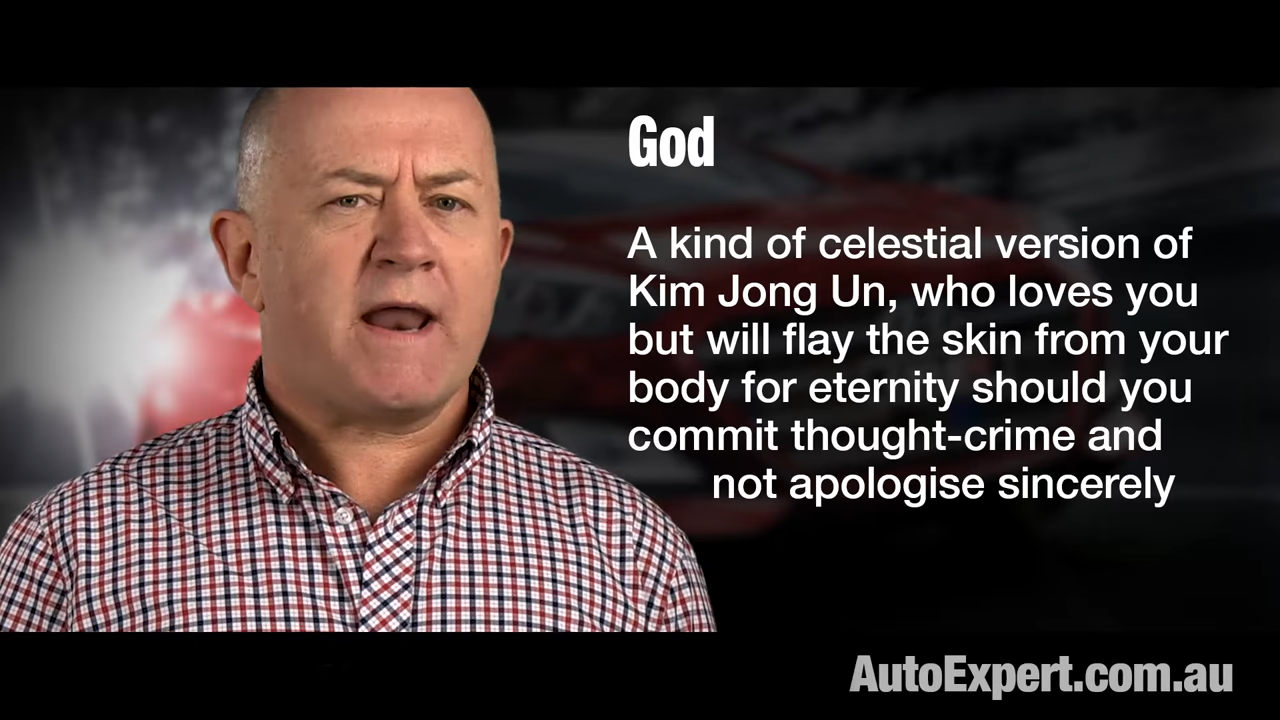 God
A kind of celestial version of
Kim Jong Un, who loves you
but will flay the skin from your
body for eternity should you
commit thought-crime and
not apologise sincerely
AutoExpert.com.au